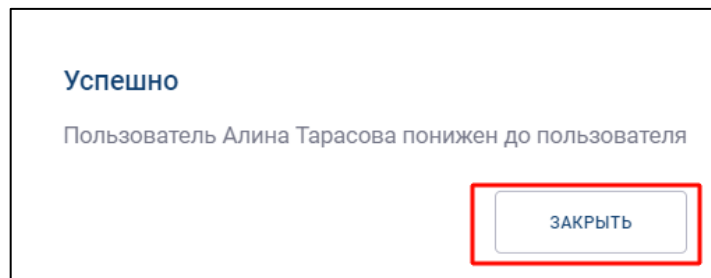 Успешно
Пользователь Алина Тарасова понижен до пользователя
ЗАКРЫТЬ